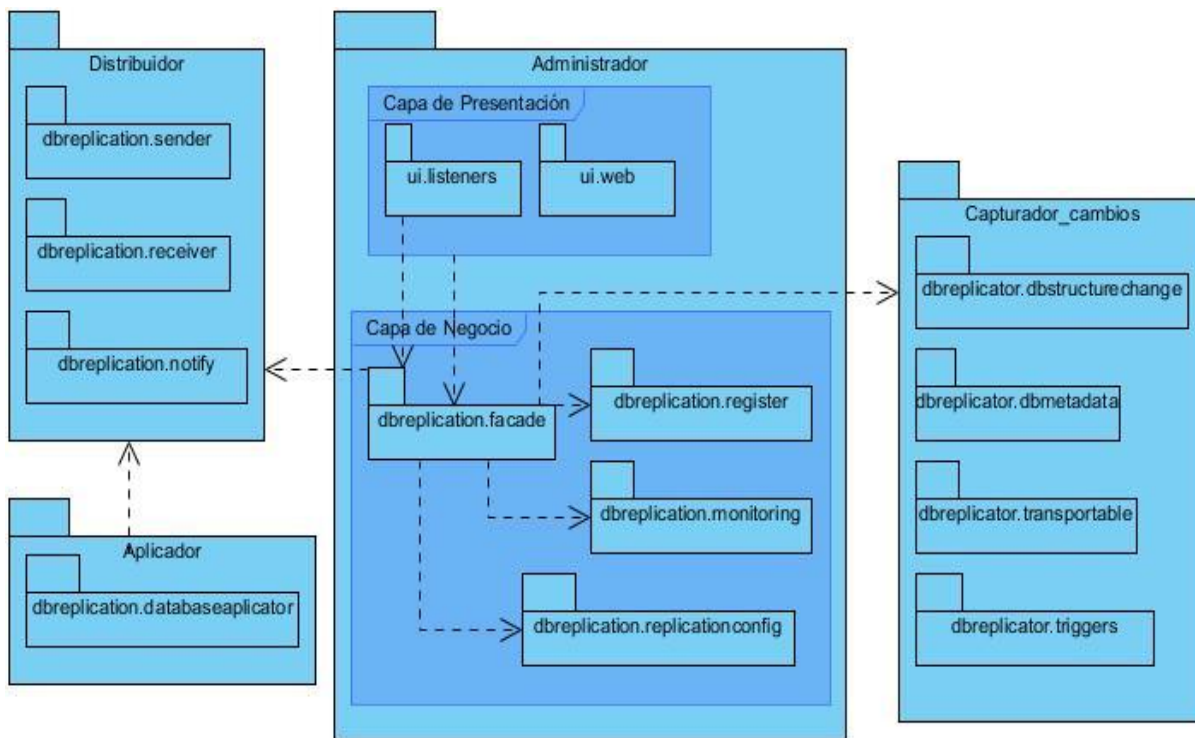 Distribuidor
dbreplication.sender
dbreplication.receiver
dbreplication.notify
Aplicador
dbreplication.databaseaplicator
Administrador
Capa de Presentación
ui.listeners
ui.web
Capa de Negocio
dbreplication.facade
dbreplication.register
dbreplication.monitoring
dbreplication.replicationconfig
Capturador_cambios
dbreplicator.dbstructurechange
dbreplicator.dbmetadata
dbreplicator.transportable
dbreplicator.triggers